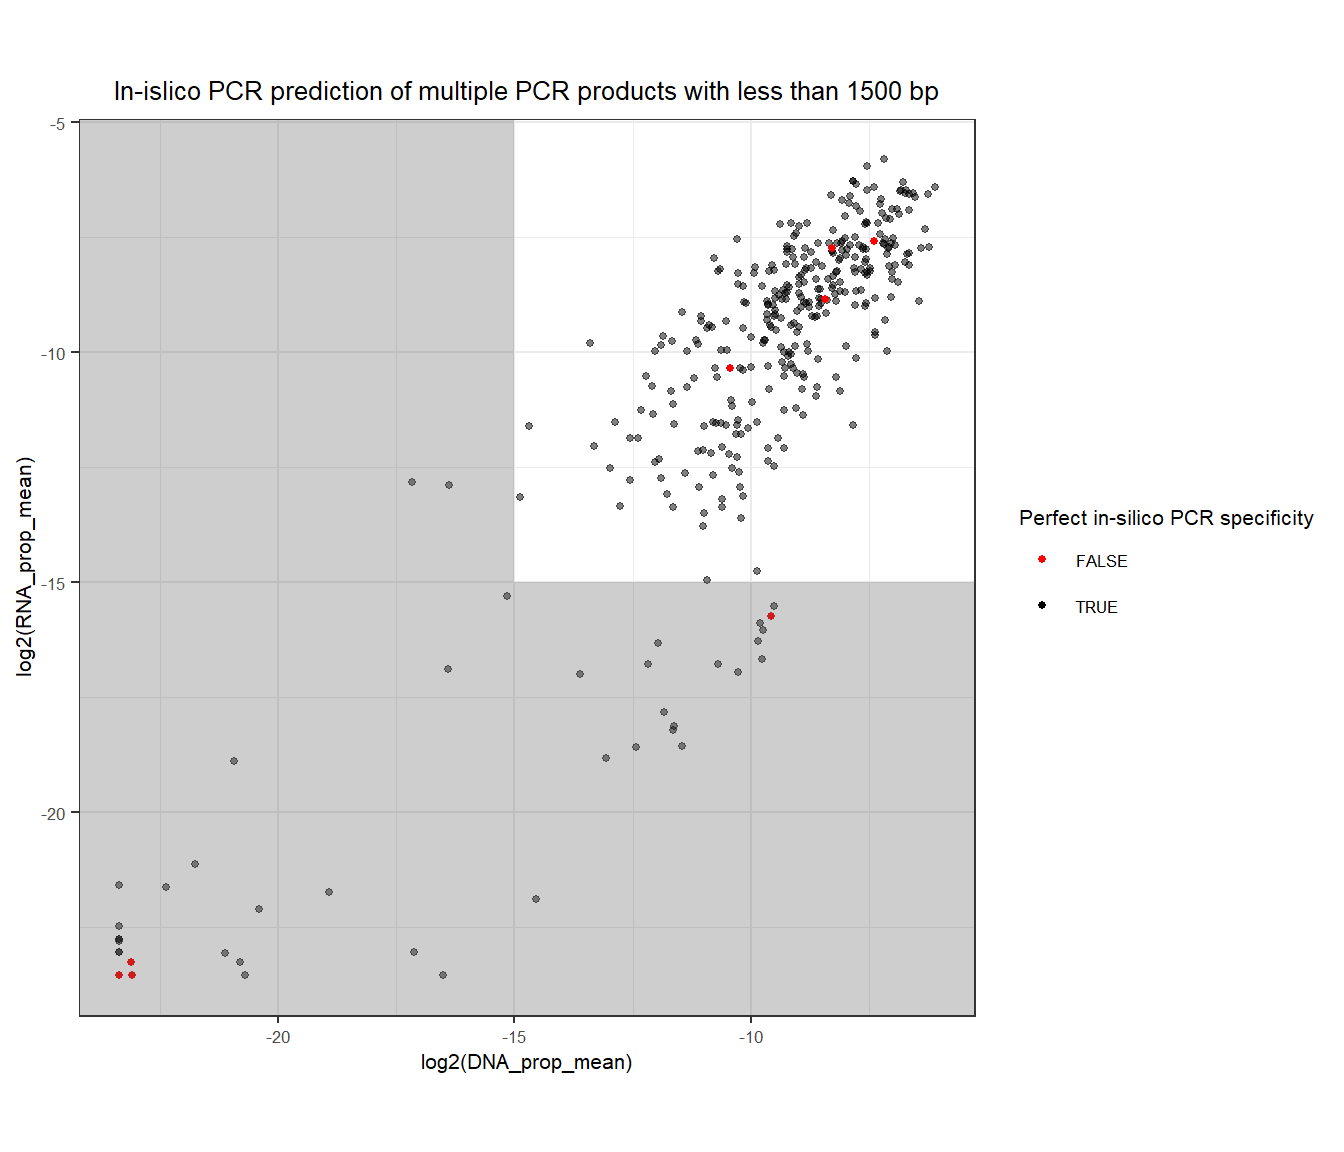 In-islico PCR prediction of multiple PCR products with less than 1500 bp
-5
-10
-15
-20
log2(RNA_prop_mean)
-20
-15
-10
log2(DNA_prop_mean)
Perfect in-silico PCR specificity
FALSE
TRUE